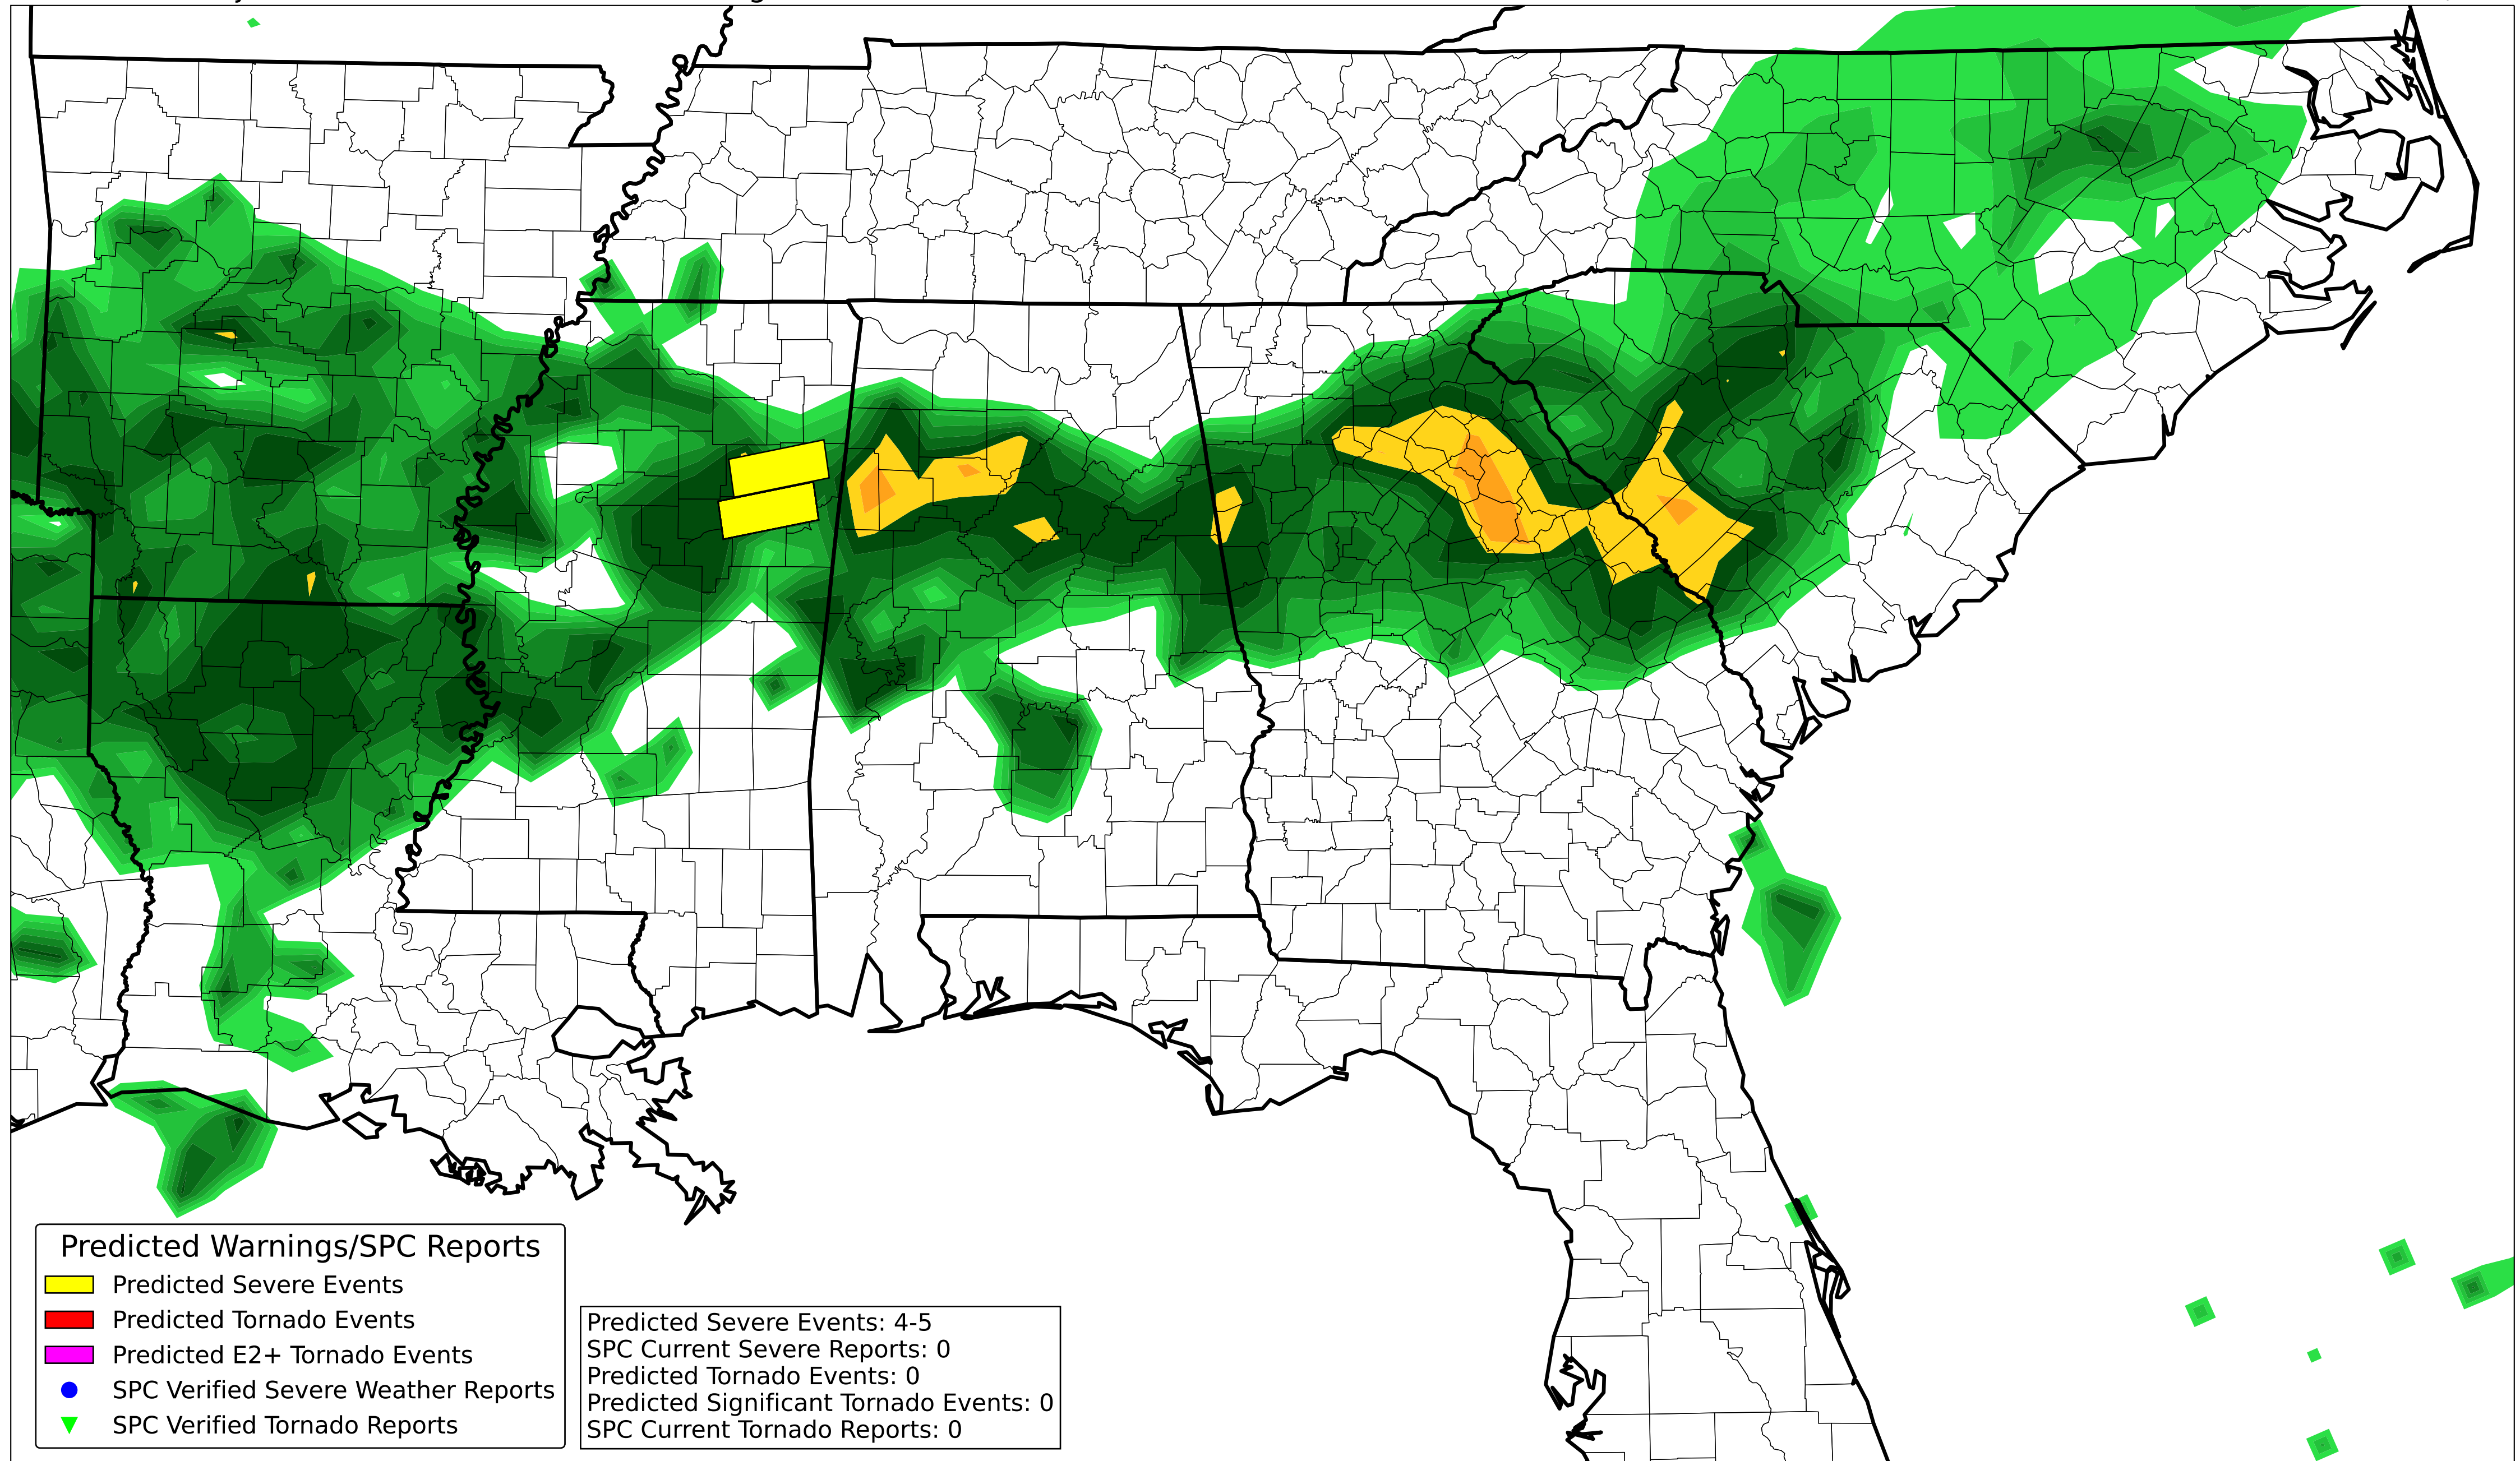 Predicted Warnings/SPC Reports
Predicted Severe Events
Predicted Tornado Events
Predicted E2+ Tornado Events
SPC Verified Severe Weather Reports
SPC Verified Tornado Reports
Predicted Severe Events: 4-5
SPC Current Severe Reports: 0
Predicted Tornado Events: 0
Predicted Significant Tornado Events: 0
SPC Current Tornado Reports: 0